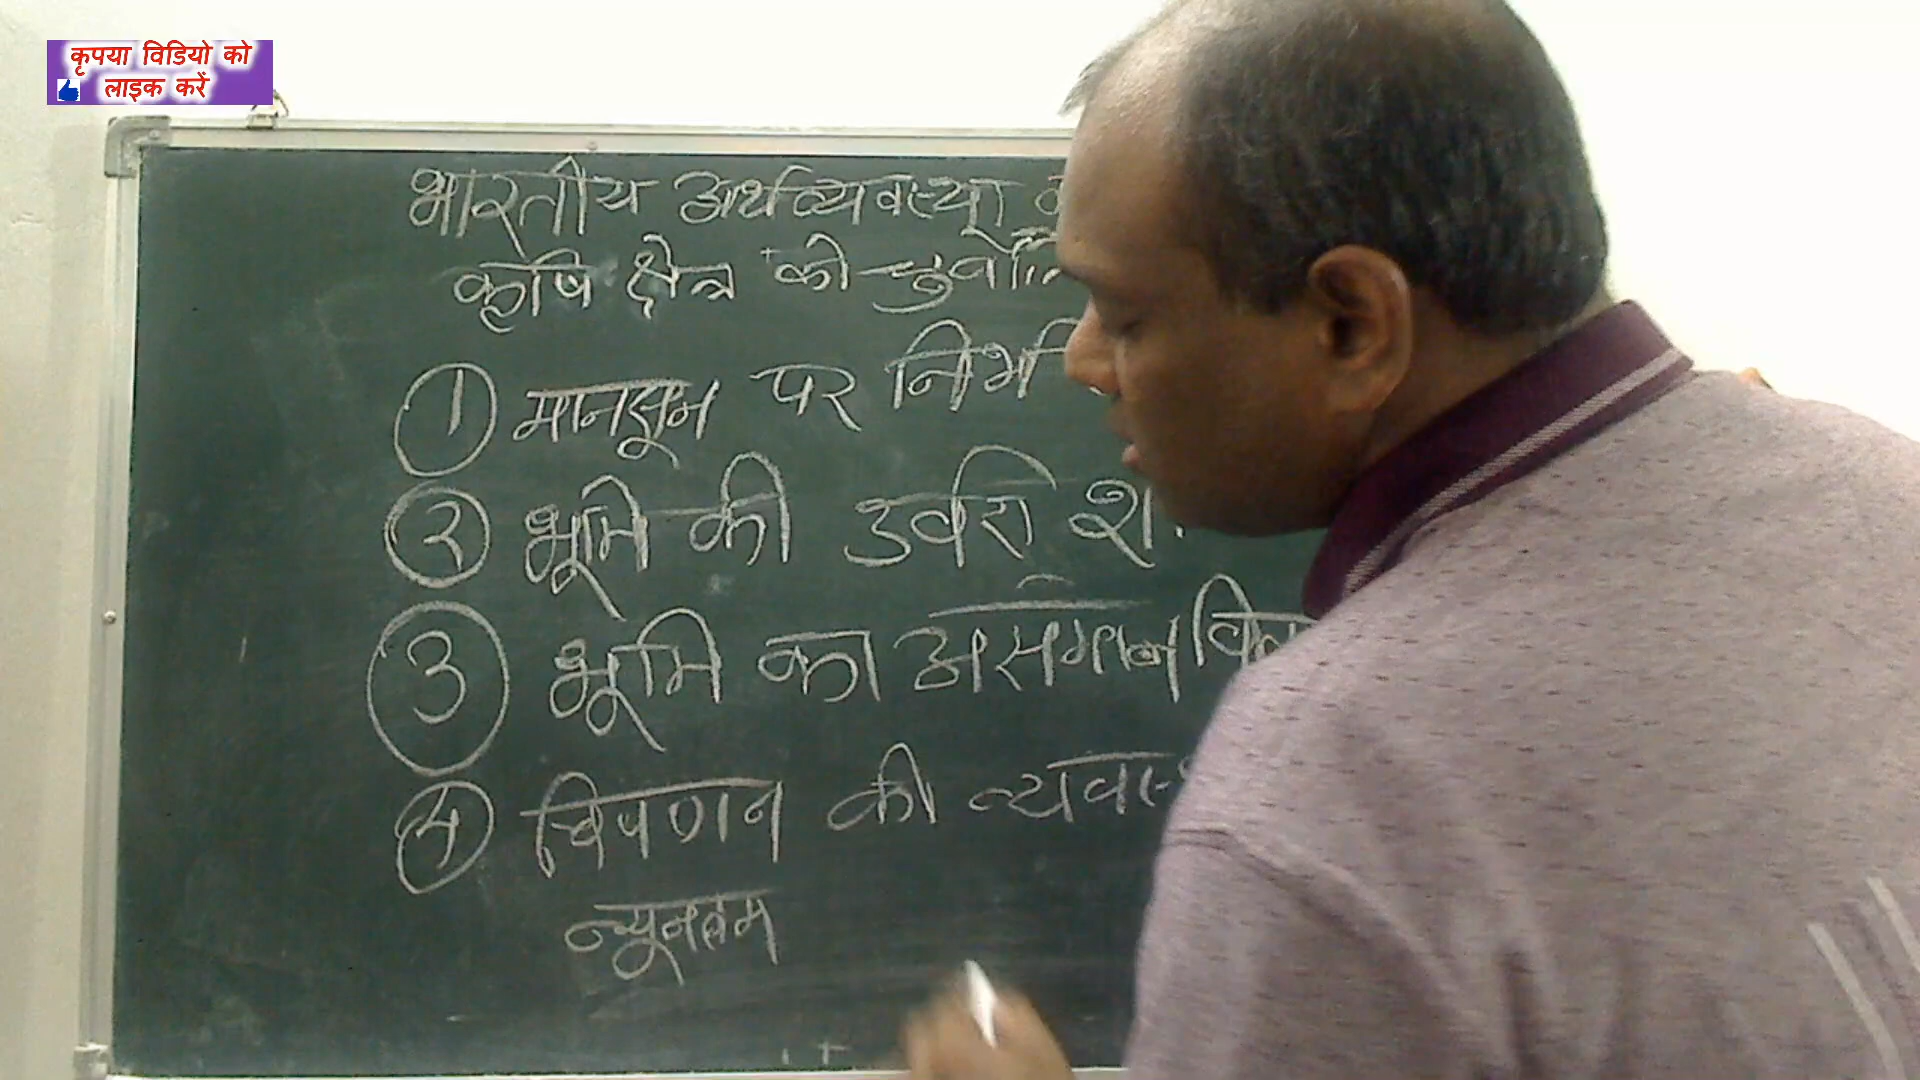 कृपया विडियो को
लाइक करें
भारतीय अर्थव्यवस्था
कृषि क्षेत्र की
① मानसून पर
② भूमि की उर्वरा
③ भूमि का असमान
④ विपणन की
न्यूनतम